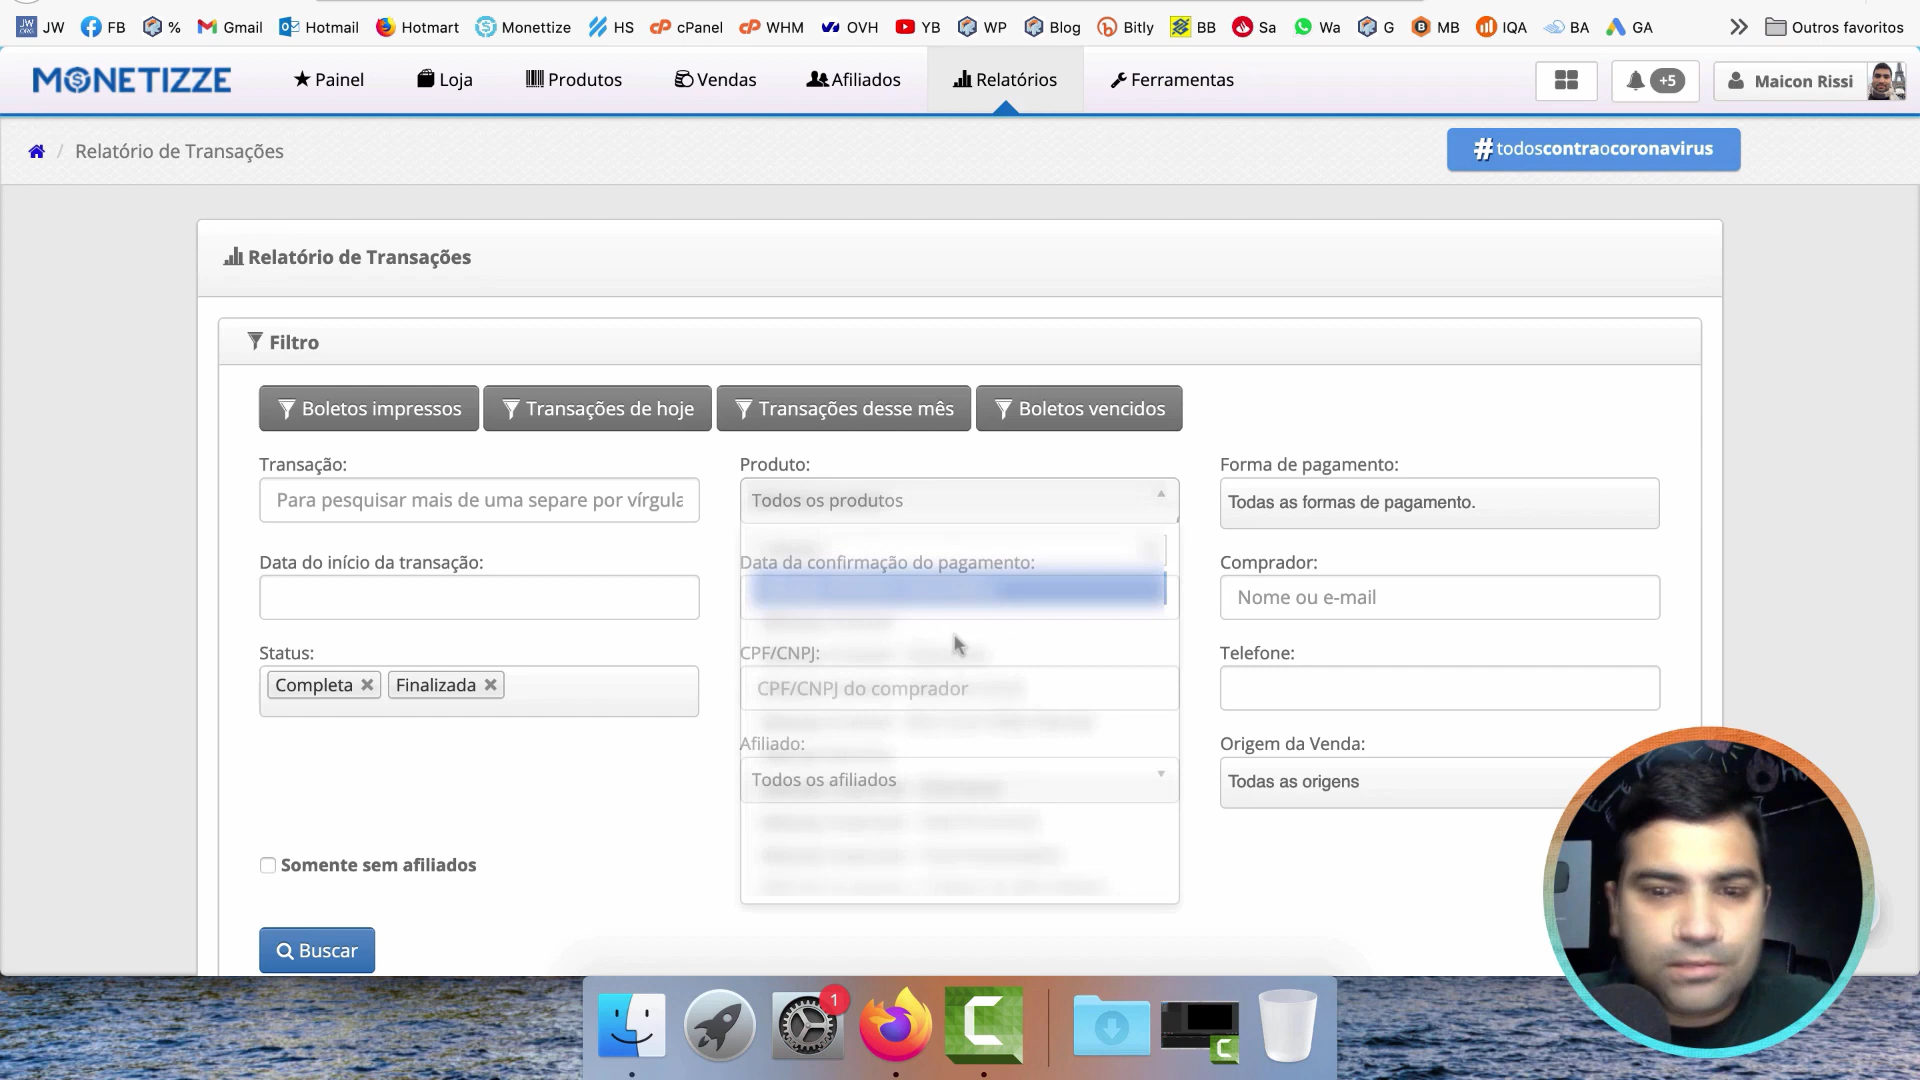 JW FB % Gmail Hotmail Hotmart Monettize HS cPanel WHM OVH YB WP Blog Bitly BB Sa Wa G MB IQA BA GA Outros favoritos
MONETIZZE Painel Loja Produtos Vendas Afiliados Relatórios Ferramentas +5 Maicon Rissi
/ Relatório de Transações #todoscontraocoronavirus
Relatório de Transações
Filtro
Boletos impressos Transações de hoje Transações desse mês Boletos vencidos
Transação: Produto: Forma de pagamento:
Para pesquisar mais de uma separe por vírgula Todos os produtos Todas as formas de pagamento.
Data do início da transação: Data da confirmação do pagamento: Comprador:
Nome ou e-mail
Status: CPF/CNPJ: Telefone:
Completa Finalizada CPF/CNPJ do comprador
Afiliado: Origem da Venda:
Todos os afiliados Todas as origens
Somente sem afiliados
Buscar
1